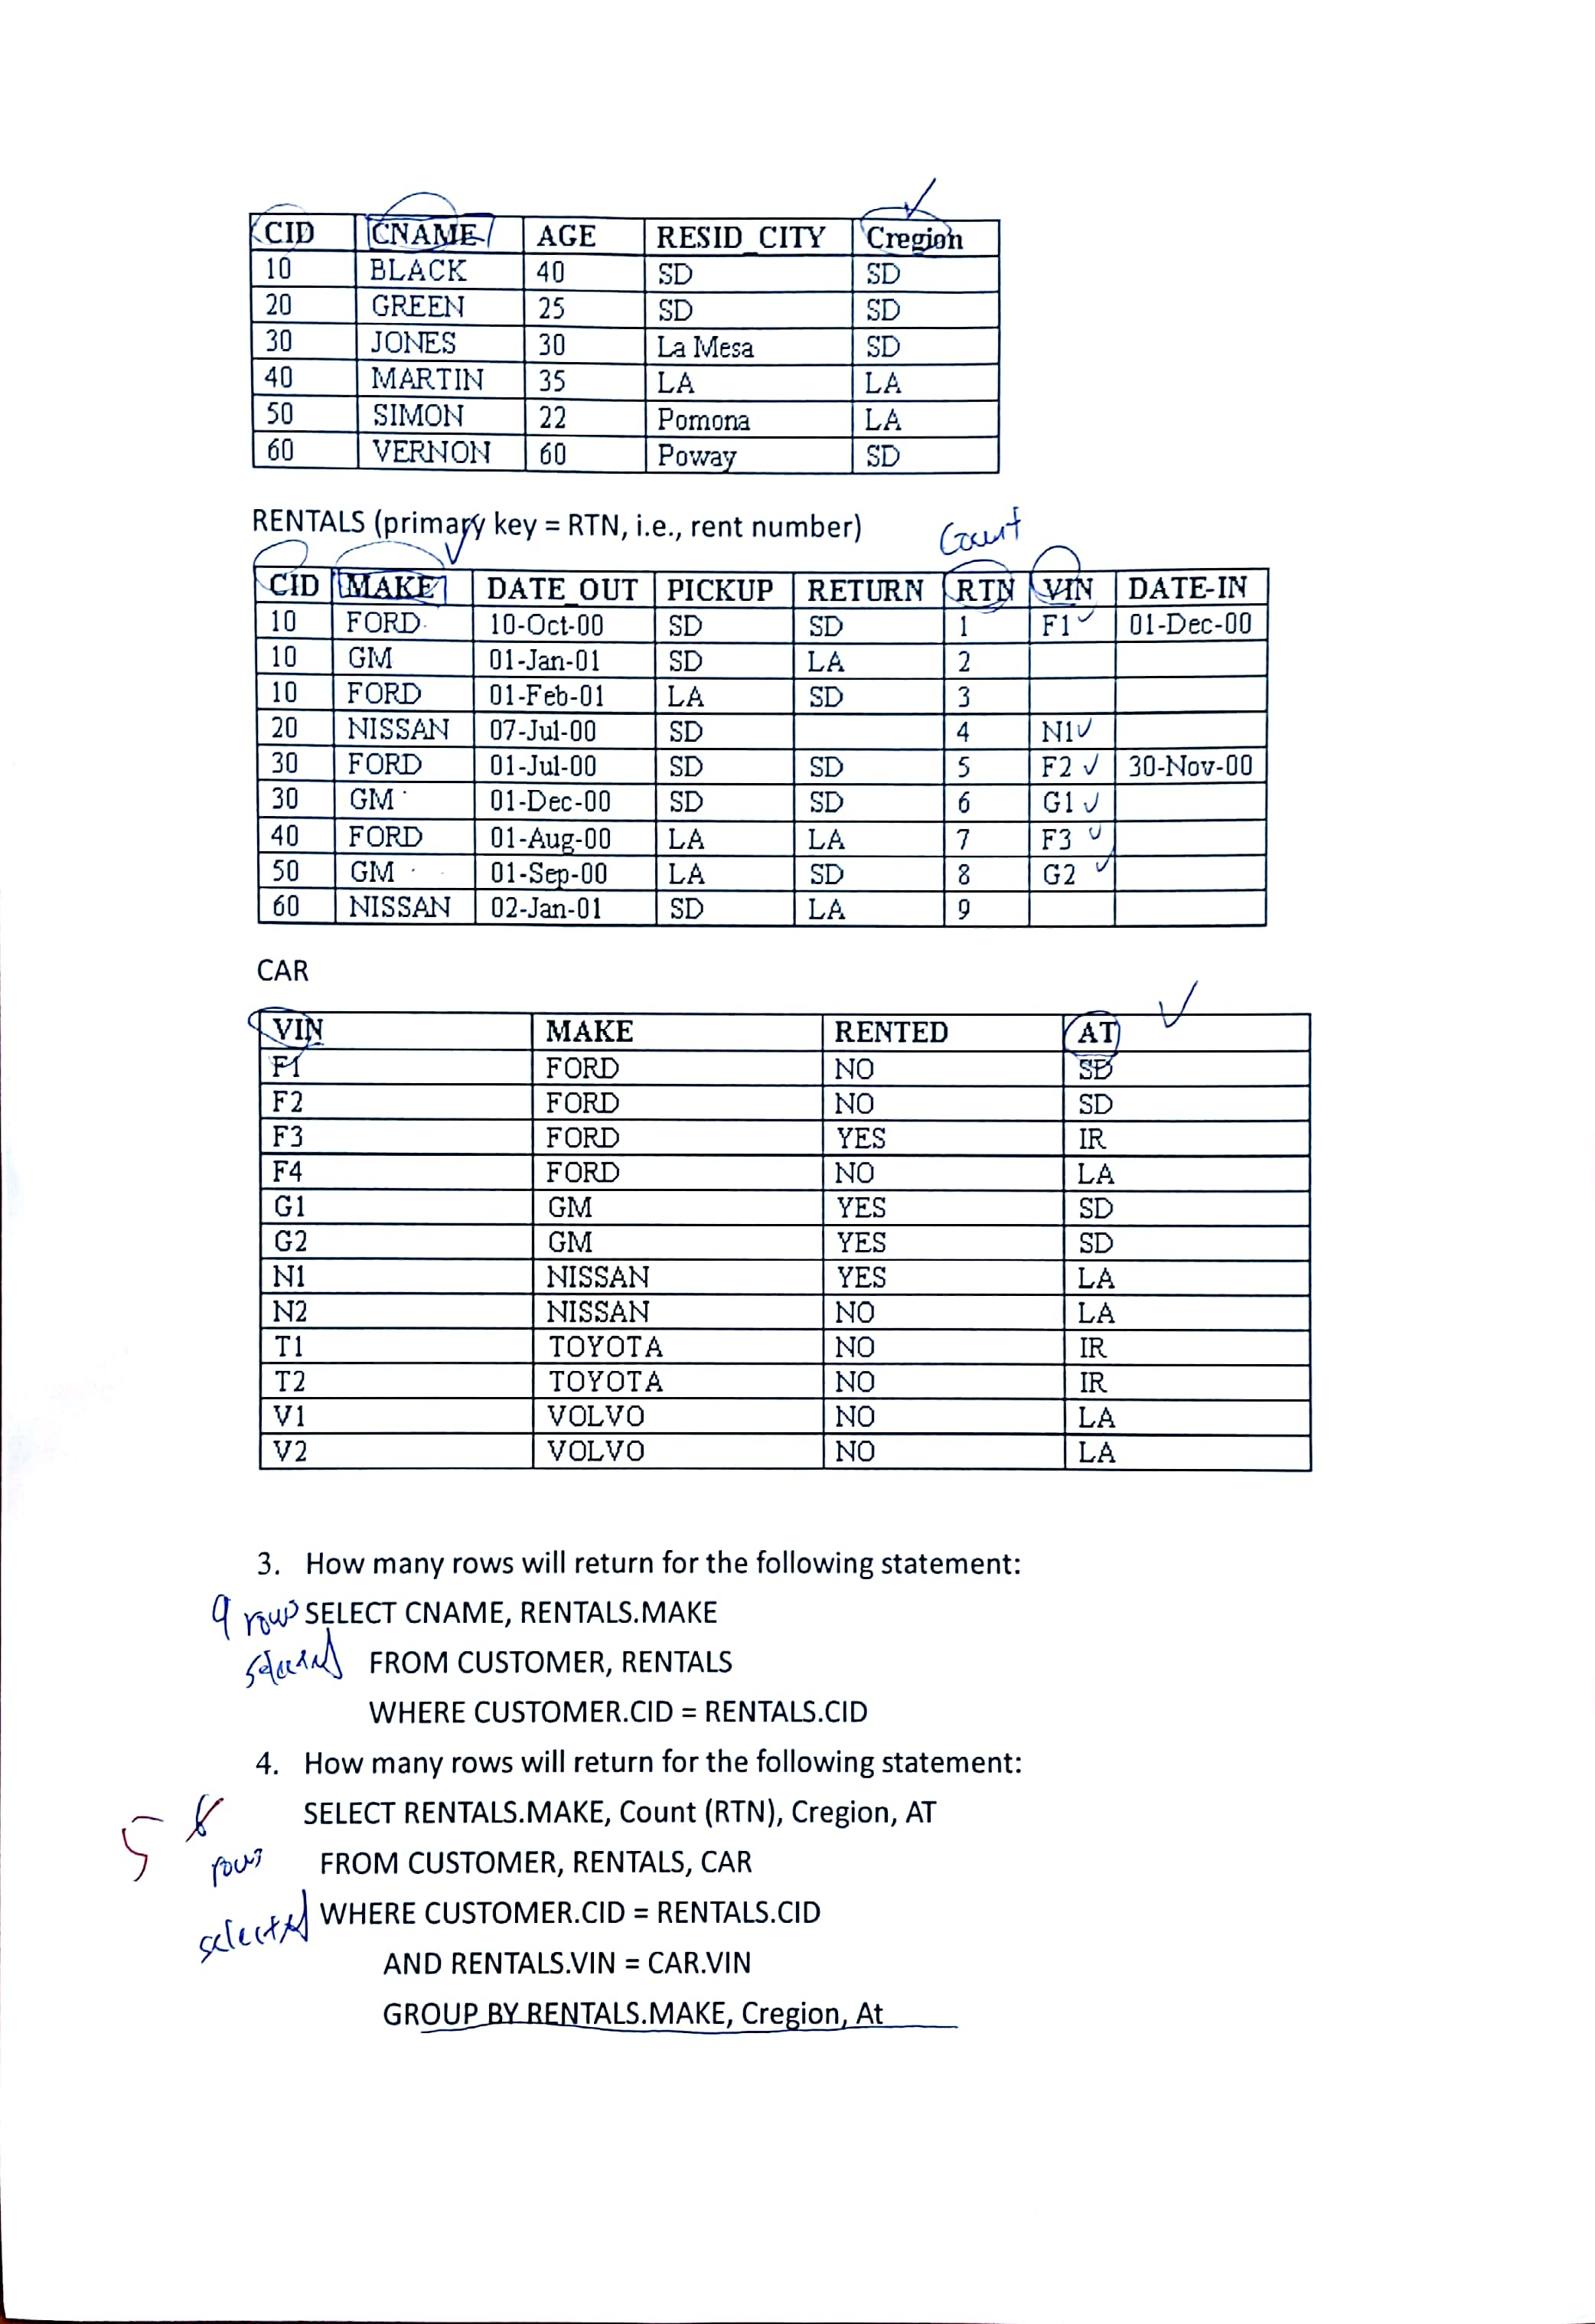 CID CNAME AGE RESID_CITY Cregion
10 BLACK 40 SD SD
20 GREEN 25 SD SD
30 JONES 30 La Mesa SD
40 MARTIN 35 LA LA
50 SIMON 22 Pomona LA
60 VERNON 60 Poway SD
RENTALS (primary key = RTN, i.e., rent number)
Count
CID MAKE DATE_OUT PICKUP RETURN RTN VIN DATE-IN
10 FORD 10-Oct-00 SD SD 1 F1 01-Dec-00
10 GM 01-Jan-01 SD LA 2
10 FORD 01-Feb-01 LA SD 3
20 NISSAN 07-Jul-00 SD 4 N1
30 FORD 01-Jul-00 SD SD 5 F2 30-Nov-00
30 GM 01-Dec-00 SD SD 6 G1
40 FORD 01-Aug-00 LA LA 7 F3
50 GM 01-Sep-00 LA SD 8 G2
60 NISSAN 02-Jan-01 SD LA 9
CAR
VIN MAKE RENTED AT
F1 FORD NO SD
F2 FORD NO SD
F3 FORD YES IR
F4 FORD NO LA
G1 GM YES SD
G2 GM YES SD
N1 NISSAN YES LA
N2 NISSAN NO LA
T1 TOYOTA NO IR
T2 TOYOTA NO IR
V1 VOLVO NO LA
V2 VOLVO NO LA
3. How many rows will return for the following statement:
9 rows SELECT CNAME, RENTALS.MAKE
selected FROM CUSTOMER, RENTALS
WHERE CUSTOMER.CID = RENTALS.CID
4. How many rows will return for the following statement:
5 SELECT RENTALS.MAKE, Count (RTN), Cregion, AT
rows FROM CUSTOMER, RENTALS, CAR
selected WHERE CUSTOMER.CID = RENTALS.CID
AND RENTALS.VIN = CAR.VIN
GROUP BY RENTALS.MAKE, Cregion, At